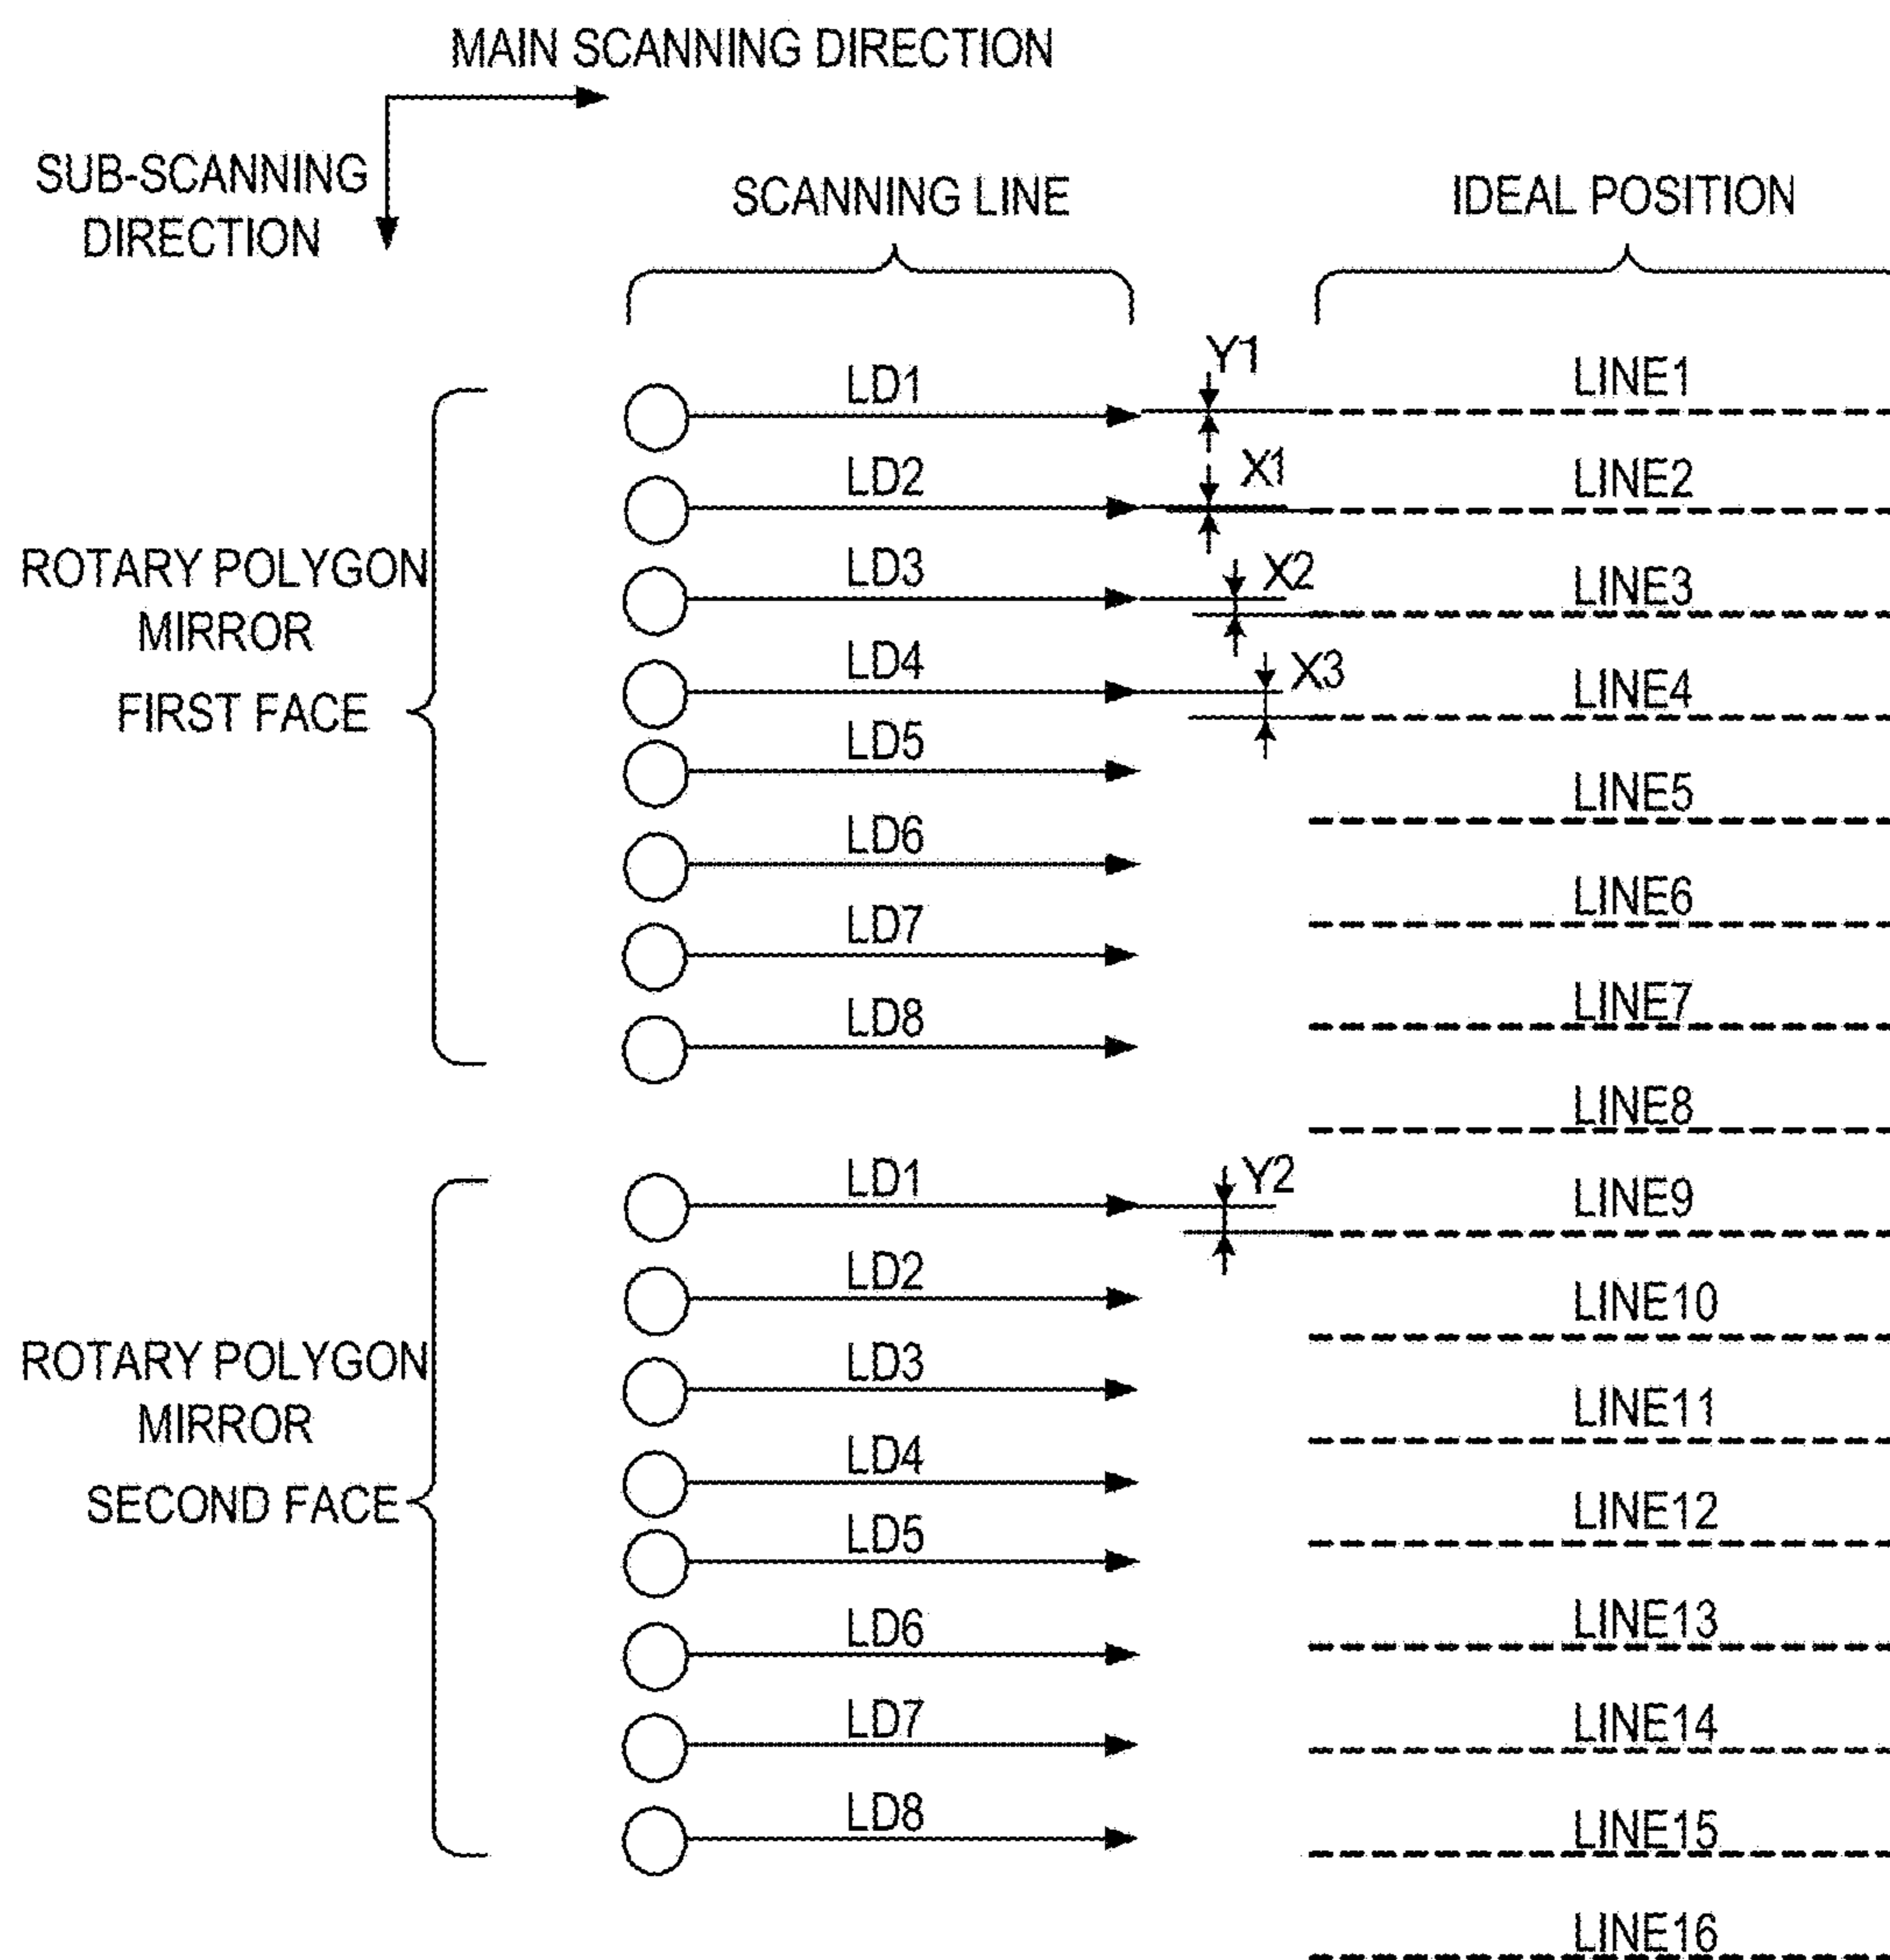 MAIN SCANNING DIRECTION
SUB-SCANNING
DIRECTION
SCANNING LINE
IDEAL POSITION
ROTARY POLYGON
MIRROR
FIRST FACE
LD1
Y1
LINE1
LD2
X1
LINE2
LD3
X2
LINE3
LD4
X3
LINE4
LD5
LINE5
LD6
LINE6
LD7
LINE7
LD8
LINE8
ROTARY POLYGON
MIRROR
SECOND FACE
LD1
Y2
LINE9
LD2
LINE10
LD3
LINE11
LD4
LINE12
LD5
LINE13
LD6
LINE14
LD7
LINE15
LD8
LINE16